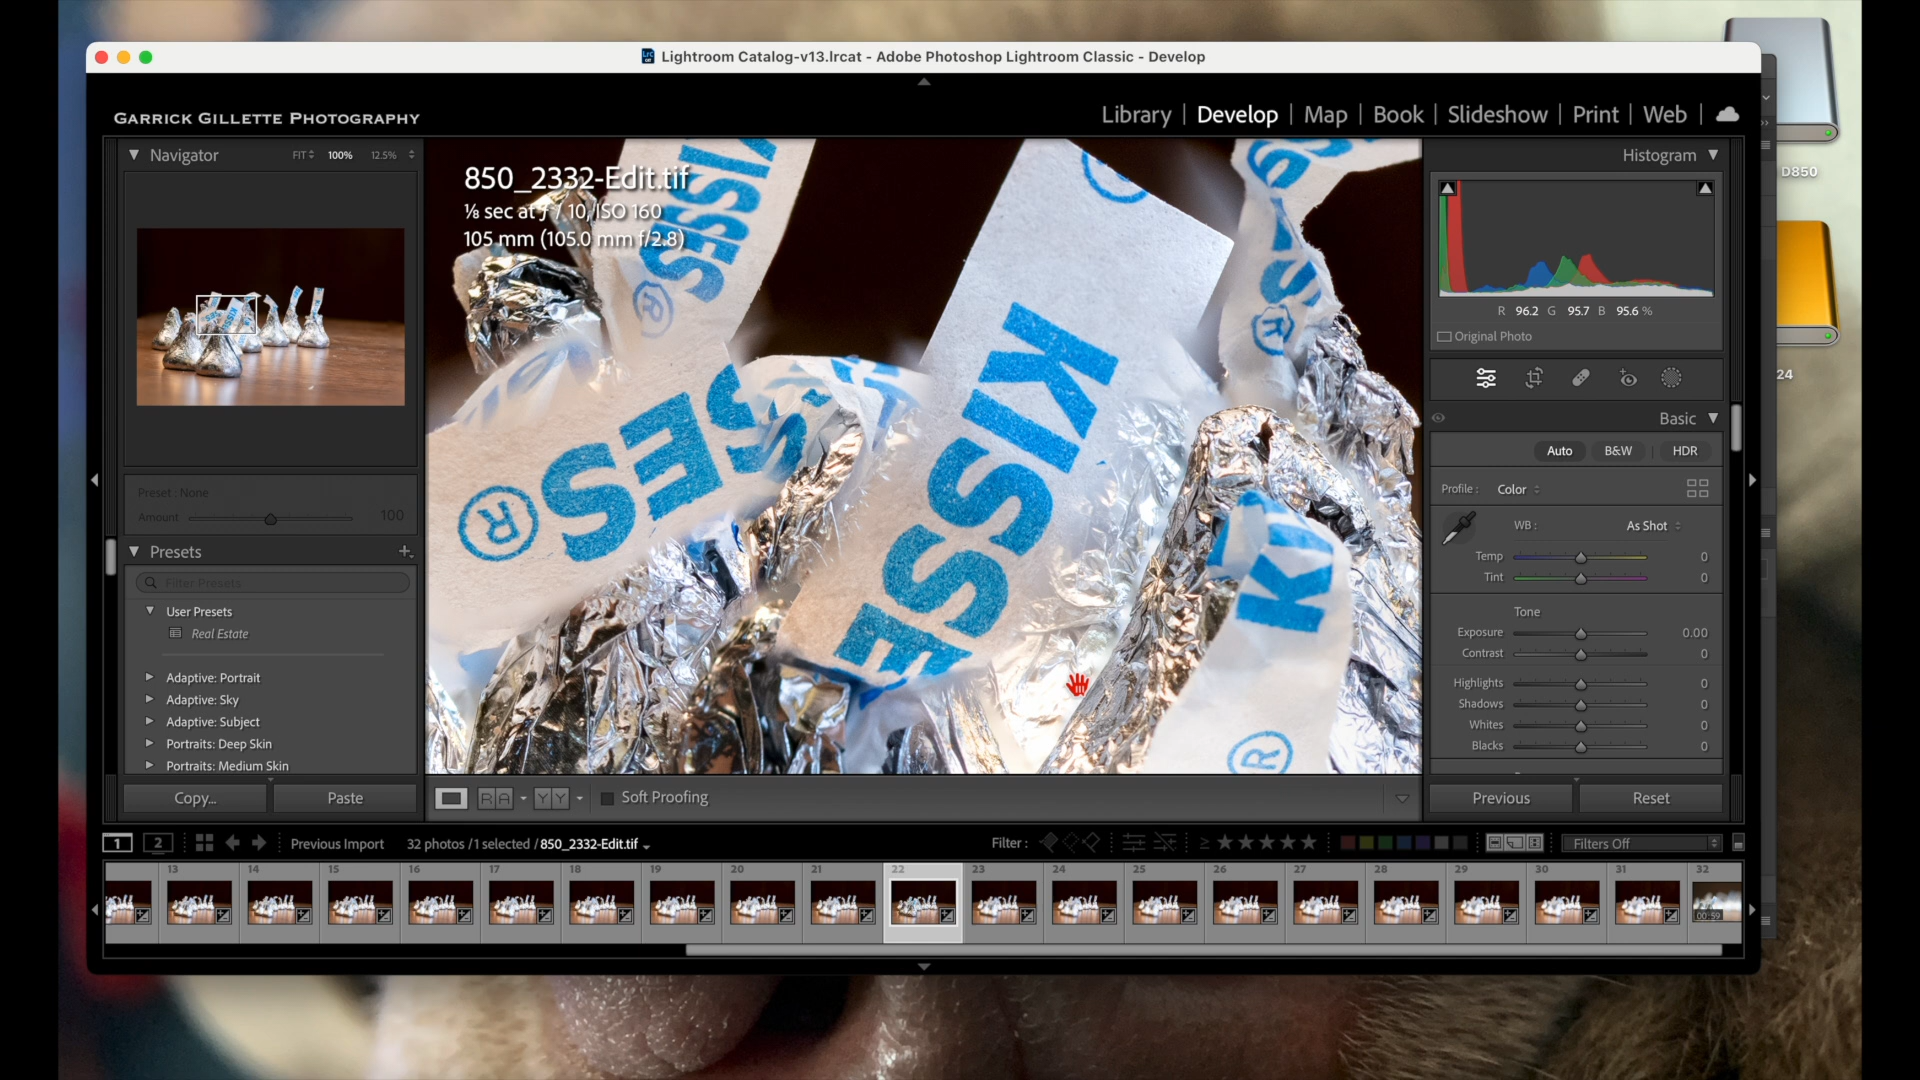 Lightroom Catalog-v13.lrcat - Adobe Photoshop Lightroom Classic - Develop
GARRICK GILLETTE PHOTOGRAPHY
Library | Develop | Map | Book | Slideshow | Print | Web |
Navigator FIT 100% 12.5%
850_2332-Edit.tif
⅛ sec at ƒ / 10, ISO 160
105 mm (105.0 mm f/2.8)
KISSES®
®
®
SSES®
KISSE
KI
®
Histogram
R 96.2 G 95.7 B 95.6 %
Original Photo
D850
24
Basic
Auto B&W | HDR
Profile : Color
WB : As Shot
Temp 0
Tint 0
Tone
Exposure 0.00
Contrast 0
Highlights 0
Shadows 0
Whites 0
Blacks 0
Preset : None
Amount 100
Presets
Filter Presets
User Presets
Real Estate
Adaptive: Portrait
Adaptive: Sky
Adaptive: Subject
Portraits: Deep Skin
Portraits: Medium Skin
Copy... Paste
R A Y Y Soft Proofing
Previous Reset
1 2 Previous Import 32 photos / 1 selected / 850_2332-Edit.tif Filter : ≥ Filters Off
13 14 15 16 17 18 19 20 21 22 23 24 25 26 27 28 29 30 31 32
00:59